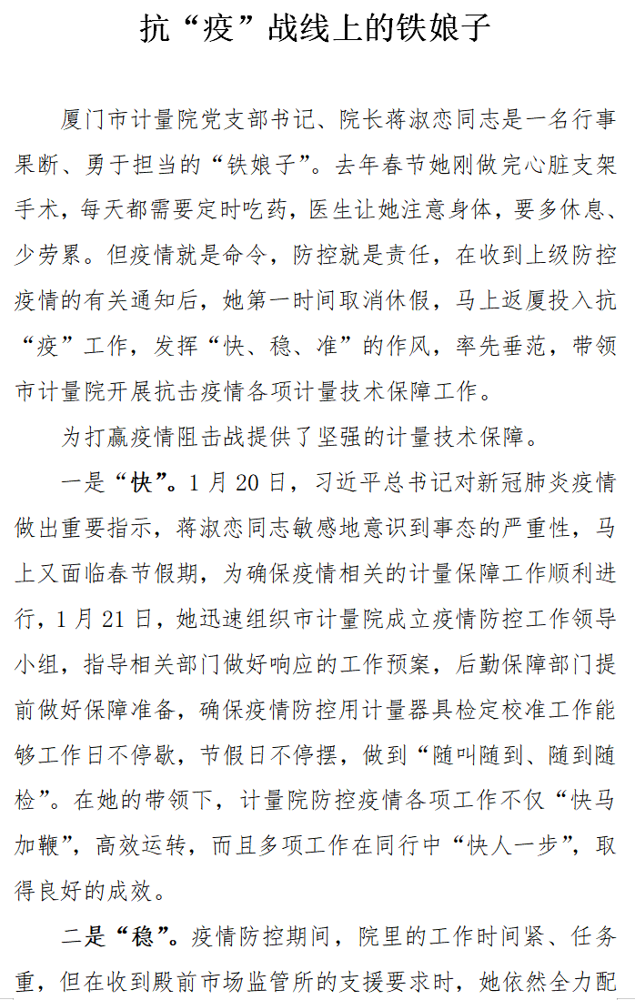 抗“疫”战线上的铁娘子
厦门市计量院党支部书记、院长蒋淑恋同志是一名行事
果断、勇于担当的“铁娘子”。去年春节她刚做完心脏支架
手术，每天都需要定时吃药，医生让她注意身体，要多休息、
少劳累。但疫情就是命令，防控就是责任，在收到上级防控
疫情的有关通知后，她第一时间取消休假，马上返厦投入抗
“疫”工作，发挥“快、稳、准”的作风，率先垂范，带领
市计量院开展抗击疫情各项计量技术保障工作。
为打赢疫情阻击战提供了坚强的计量技术保障。
一是“快”。1月20日，习近平总书记对新冠肺炎疫情
做出重要指示，蒋淑恋同志敏感地意识到事态的严重性，马
上又面临春节假期，为确保疫情相关的计量保障工作顺利进
行，1月21日，她迅速组织市计量院成立疫情防控工作领导
小组，指导相关部门做好响应的工作预案，后勤保障部门提
前做好保障准备，确保疫情防控用计量器具检定校准工作能
够工作日不停歇，节假日不停摆，做到“随叫随到、随到随
检”。在她的带领下，计量院防控疫情各项工作不仅“快马
加鞭”，高效运转，而且多项工作在同行中“快人一步”，取
得良好的成效。
二是“稳”。疫情防控期间，院里的工作时间紧、任务
重，但在收到殿前市场监管所的支援要求时，她依然全力配